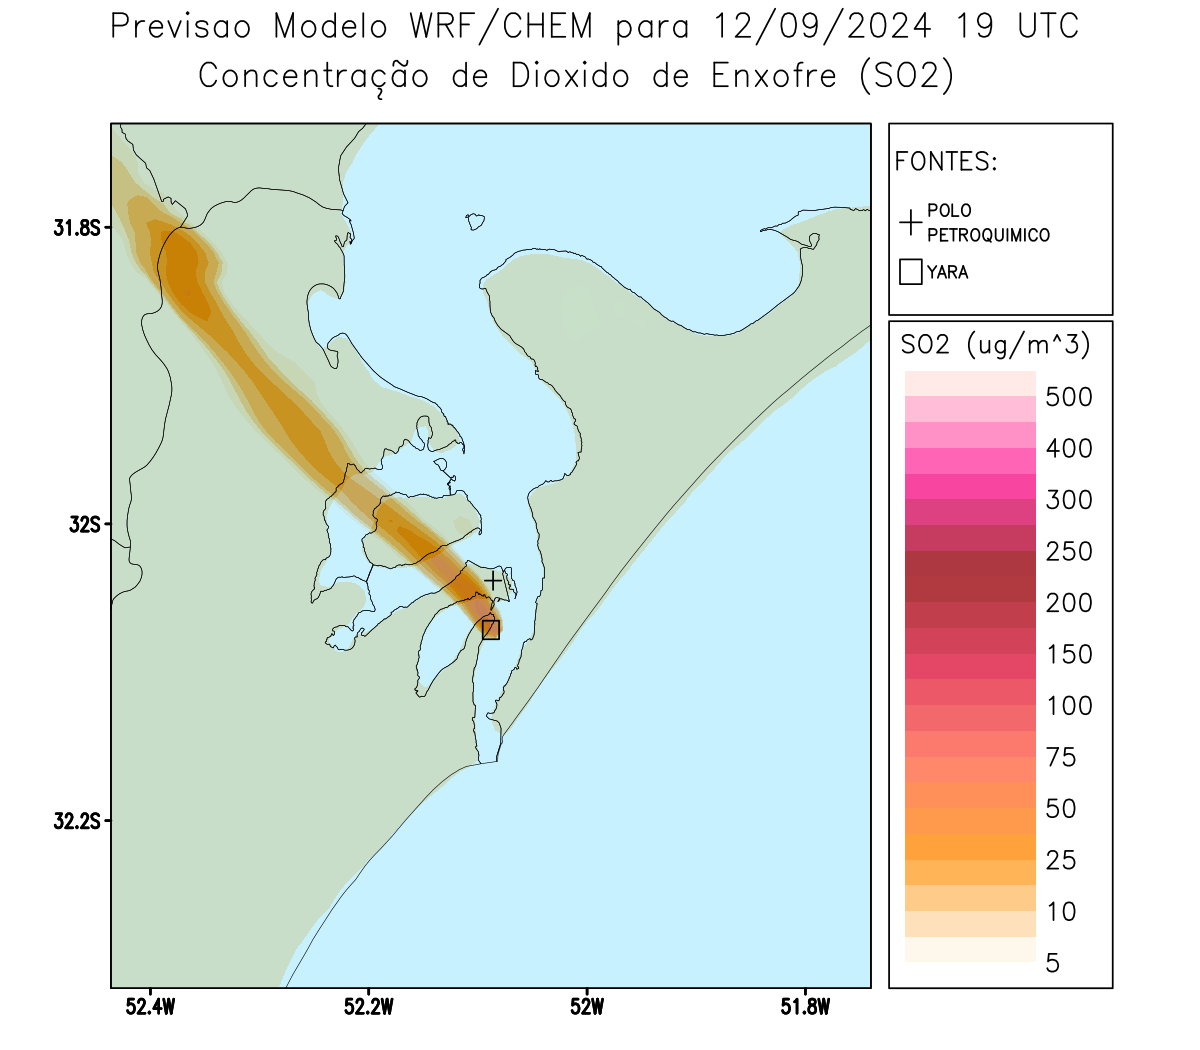 Previsao Modelo WRF/CHEM para 12/09/2024 19 UTC
Concentração de Dioxido de Enxofre (SO2)
FONTES:
POLO
PETROQUIMICO
YARA
SO2 (ug/m^3)
500
400
300
250
200
150
100
75
50
25
10
5
31.8S
32S
32.2S
52.4W
52.2W
52W
51.8W